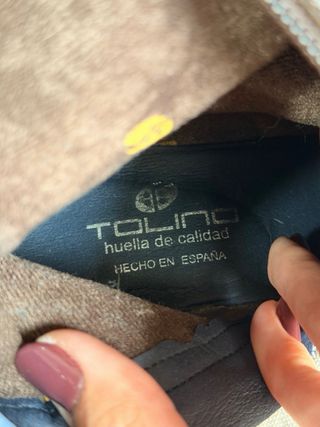 TOLINO
huella de calidad
HECHO EN ESPAÑA